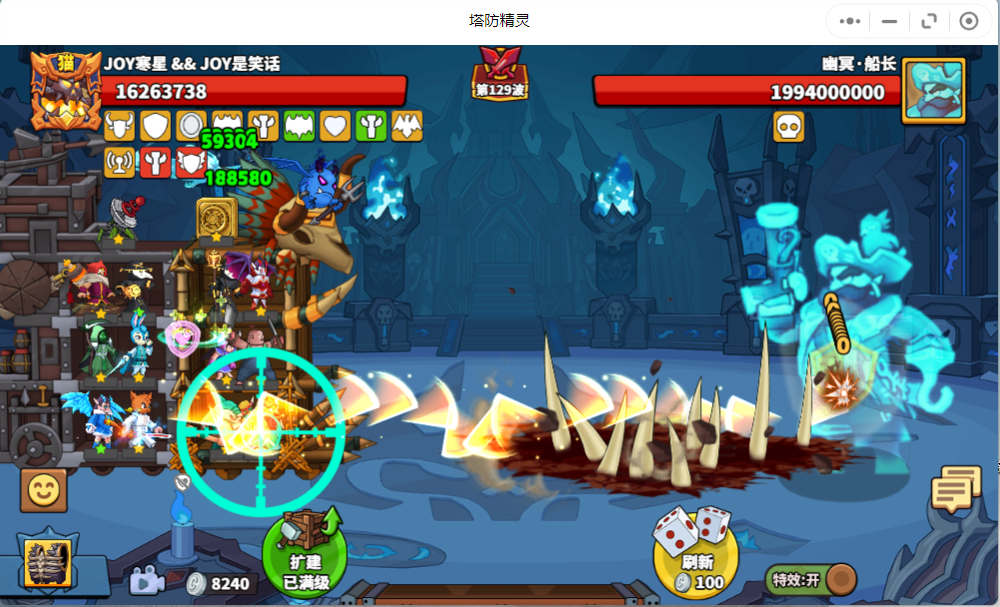 塔防精灵
猫
JOY寒星 && JOY是笑话
16263738
第129波
幽冥·船长
1994000000
59304
188580
扩建
已满级
8240
刷新
100
特效:开